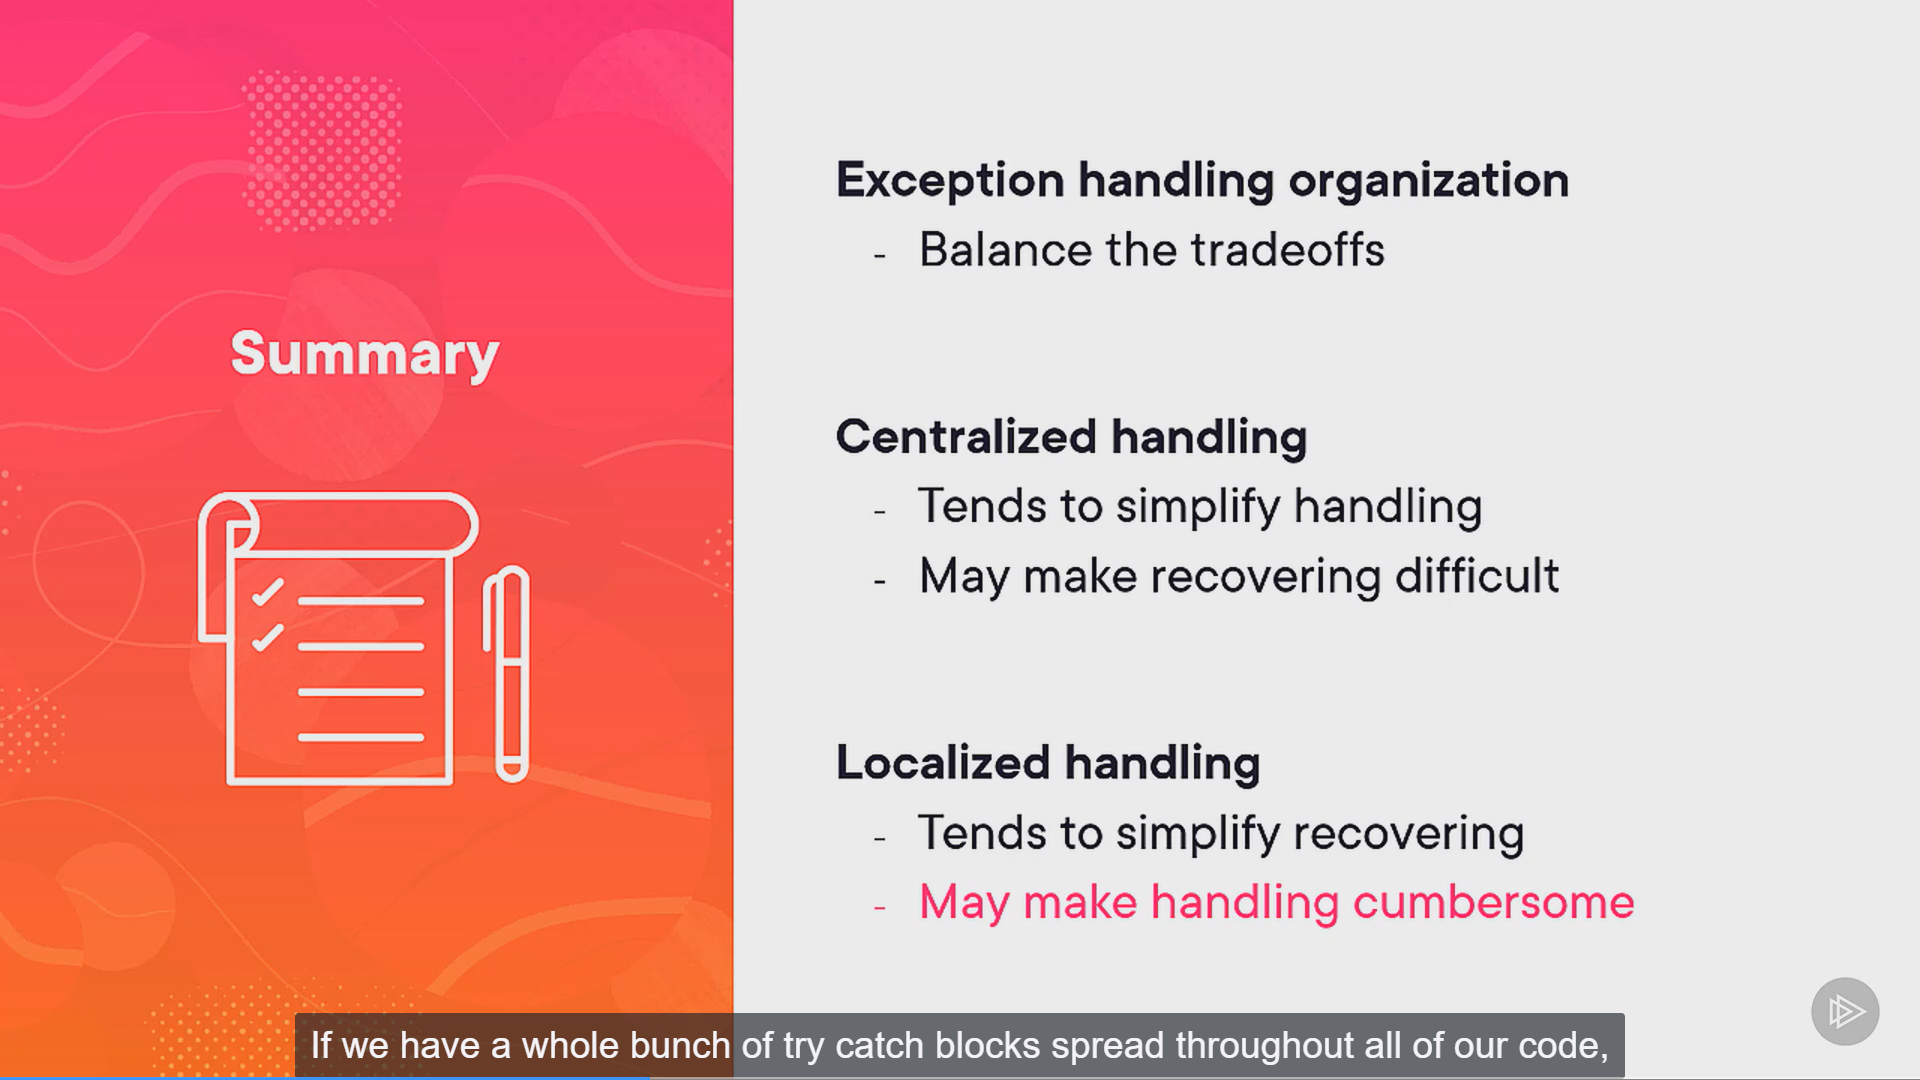 Summary
Exception handling organization
- Balance the tradeoffs
Centralized handling
- Tends to simplify handling
- May make recovering difficult
Localized handling
- Tends to simplify recovering
- May make handling cumbersome
If we have a whole bunch of try catch blocks spread throughout all of our code,